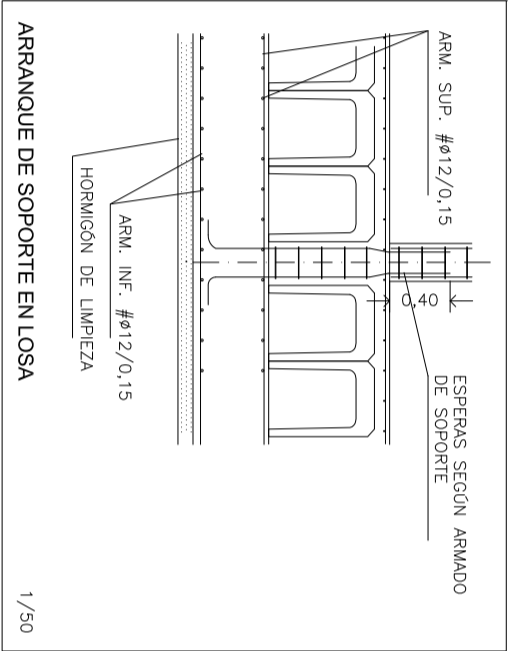 ARM. SUP. #ø12/0,15
0,40
ESPERAS SEGÚN ARMADO
DE SOPORTE
ARM. INF. #ø12/0,15
HORMIGÓN DE LIMPIEZA
ARRANQUE DE SOPORTE EN LOSA
1/50